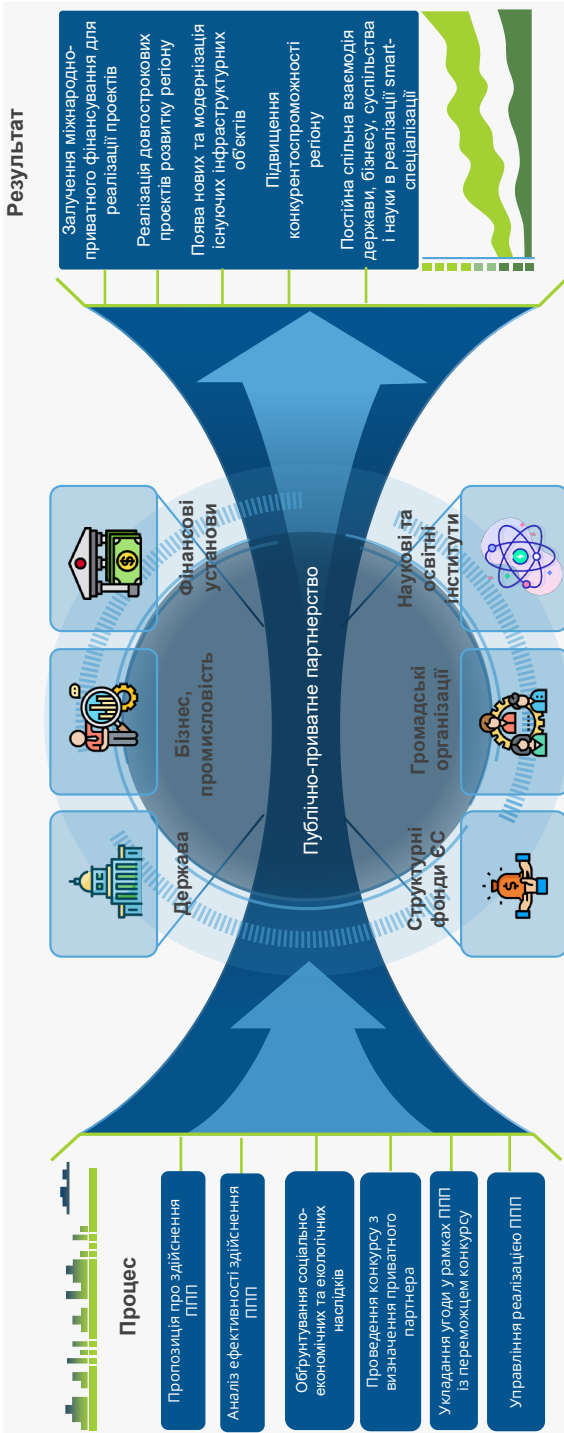 Процес
Пропозиція про здійснення
ППП
Аналіз ефективності здійснення
ППП
Обґрунтування соціально-
економічних та екологічних
наслідків
Проведення конкурсу з
визначення приватного
партнера
Укладання угоди у рамках ППП
із переможцем конкурсу
Управління реалізацією ППП
Держава
Бізнес,
промисловість
Фінансові
установи
Публічно-приватне партнерство
Структурні
фонди ЄС
Громадські
організації
Наукові та
освітні
інститути
Результат
Залучення міжнародно-
приватного фінансування для
реалізації проектів
Реалізація довгострокових
проєктів розвитку регіону
Поява нових та модернізація
існуючих інфраструктурних
об'єктів
Підвищення
конкурентоспроможності
регіону
Постійна спільна взаємодія
держави, бізнесу, суспільства
і науки в реалізації smart-
спеціалізації